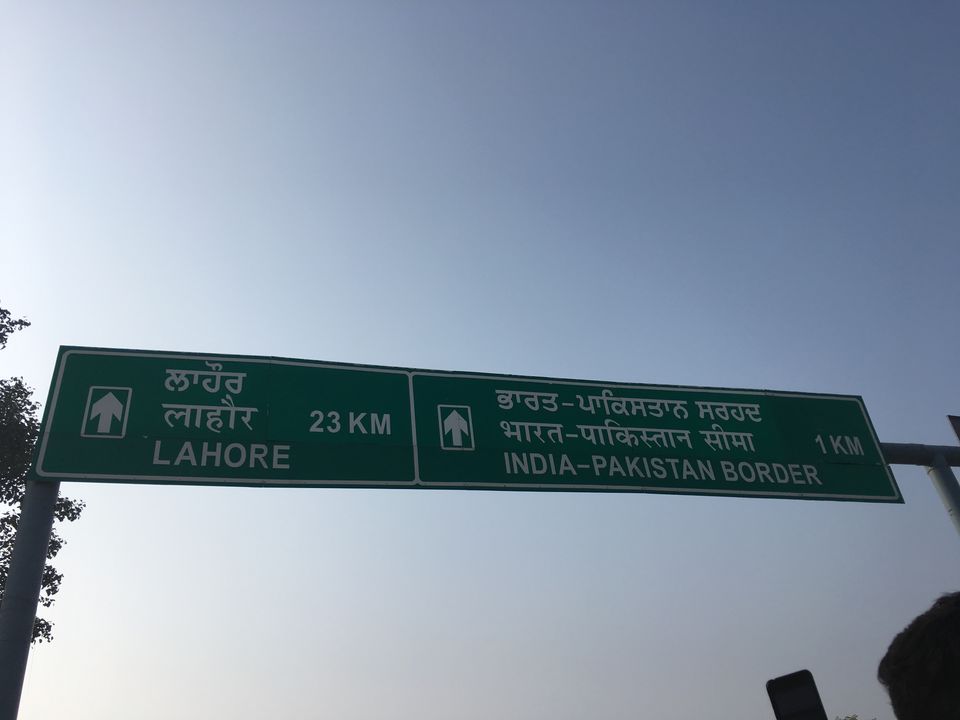 ਲਾਹੌਰ
लाहौर
LAHORE
23 KM
ਭਾਰਤ-ਪਾਕਿਸਤਾਨ ਸਰਹਦ
भारत-पाकिस्तान सीमा
INDIA-PAKISTAN BORDER
1 KM